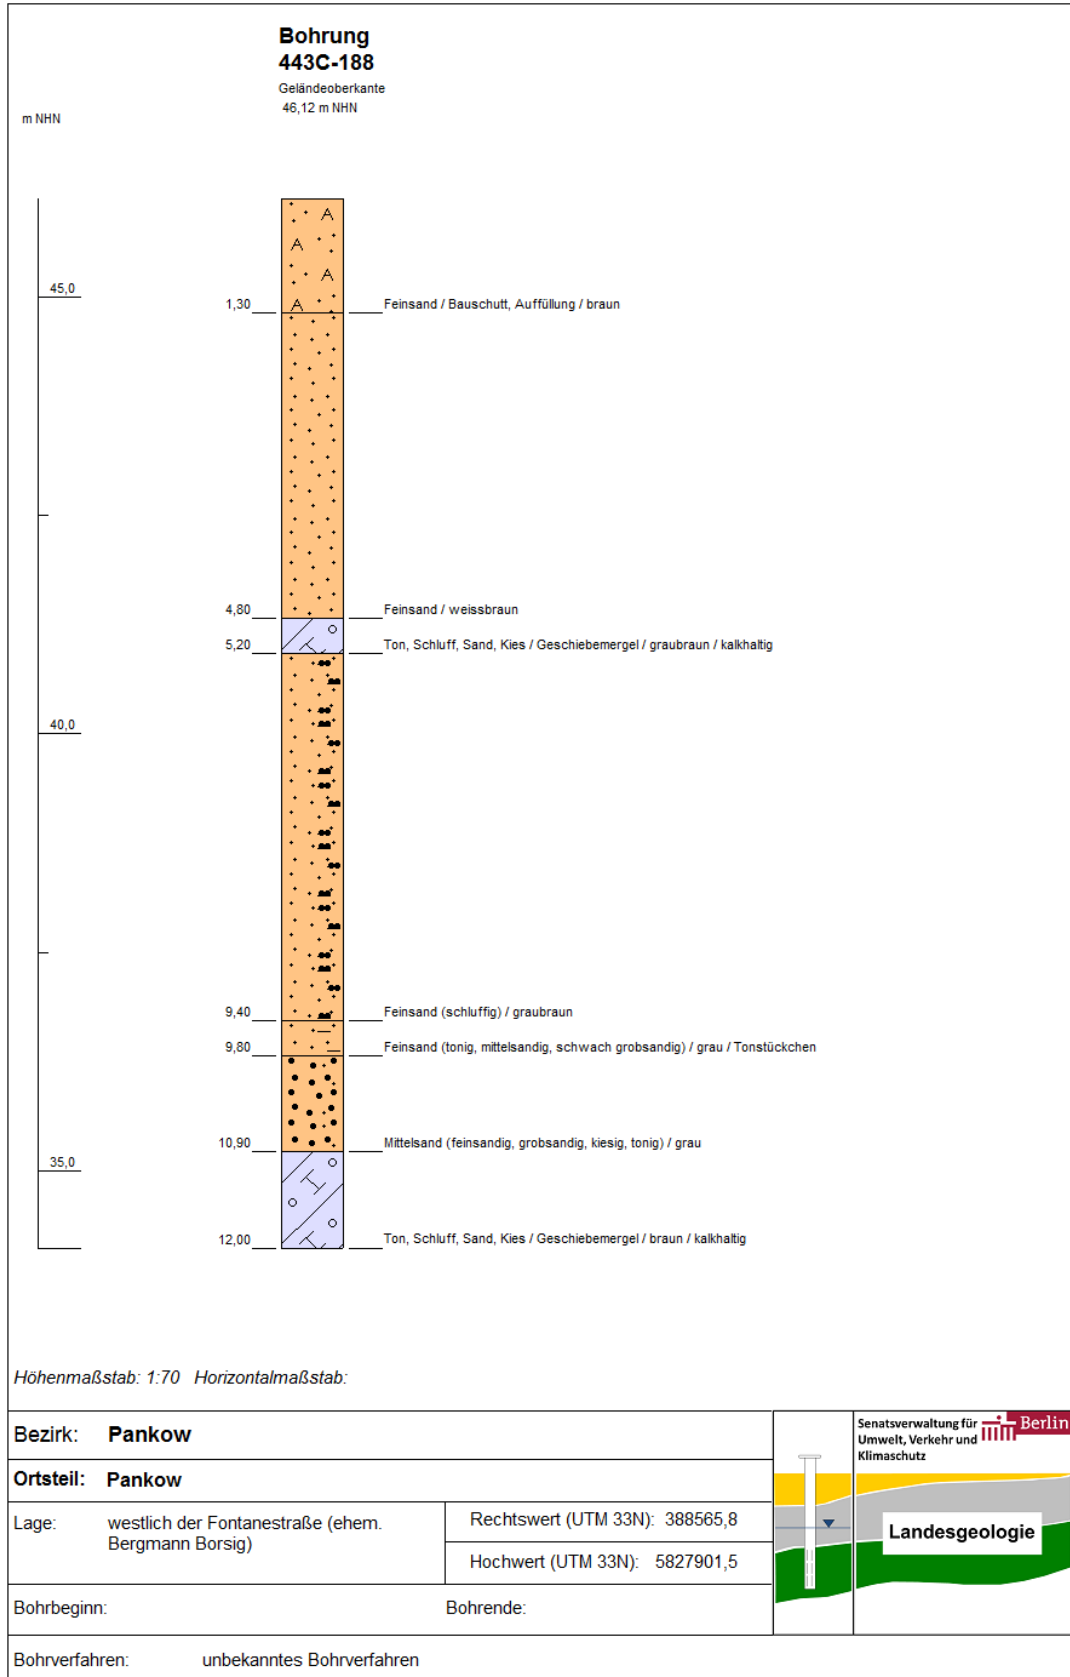 Bohrung
443C-188
Geländeoberkante
46,12 m NHN
m NHN
45,0
1,30 Feinsand / Bauschutt, Auffüllung / braun
4,80 Feinsand / weissbraun
5,20 Ton, Schluff, Sand, Kies / Geschiebemergel / graubraun / kalkhaltig
40,0
9,40 Feinsand (schluffig) / graubraun
9,80 Feinsand (tonig, mittelsandig, schwach grobsandig) / grau / Tonstückchen
10,90 Mittelsand (feinsandig, grobsandig, kiesig, tonig) / grau
35,0
12,00 Ton, Schluff, Sand, Kies / Geschiebemergel / braun / kalkhaltig
Höhenmaßstab: 1:70 Horizontalmaßstab:
Bezirk: Pankow
Ortsteil: Pankow
Lage: westlich der Fontanestraße (ehem.
Bergmann Borsig)
Rechtswert (UTM 33N): 388565,8
Hochwert (UTM 33N): 5827901,5
Bohrbeginn: Bohrende:
Bohrverfahren: unbekanntes Bohrverfahren
Senatsverwaltung für
Umwelt, Verkehr und
Klimaschutz
Berlin
Landesgeologie